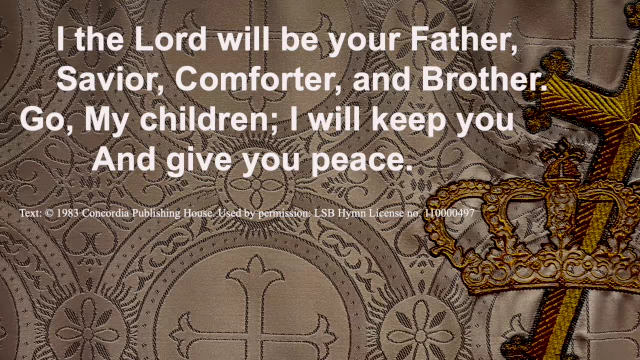 I the Lord will be your Father,
Savior, Comforter, and Brother.
Go, My children; I will keep you
And give you peace.
Text: © 1983 Concordia Publishing House. Used by permission: LSB Hymn License no. 110000497